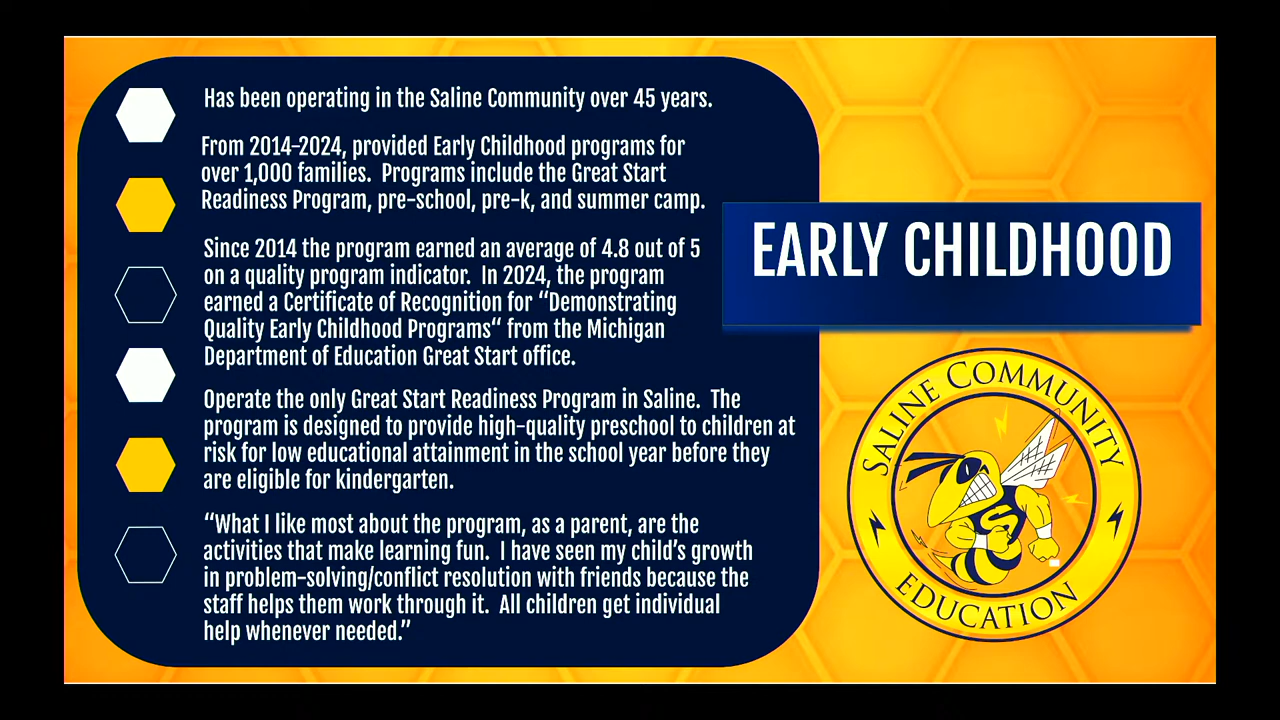 Has been operating in the Saline Community over 45 years.
From 2014-2024, provided Early Childhood programs for
over 1,000 families.  Programs include the Great Start
Readiness Program, pre-school, pre-k, and summer camp.
Since 2014 the program earned an average of 4.8 out of 5
on a quality program indicator.  In 2024, the program
earned a Certificate of Recognition for “Demonstrating
Quality Early Childhood Programs“ from the Michigan
Department of Education Great Start office.
Operate the only Great Start Readiness Program in Saline.  The
program is designed to provide high-quality preschool to children at
risk for low educational attainment in the school year before they
are eligible for kindergarten.
“What I like most about the program, as a parent, are the
activities that make learning fun.  I have seen my child’s growth
in problem-solving/conflict resolution with friends because the
staff helps them work through it.  All children get individual
help whenever needed.”
EARLY CHILDHOOD
SALINE COMMUNITY
S
EDUCATION